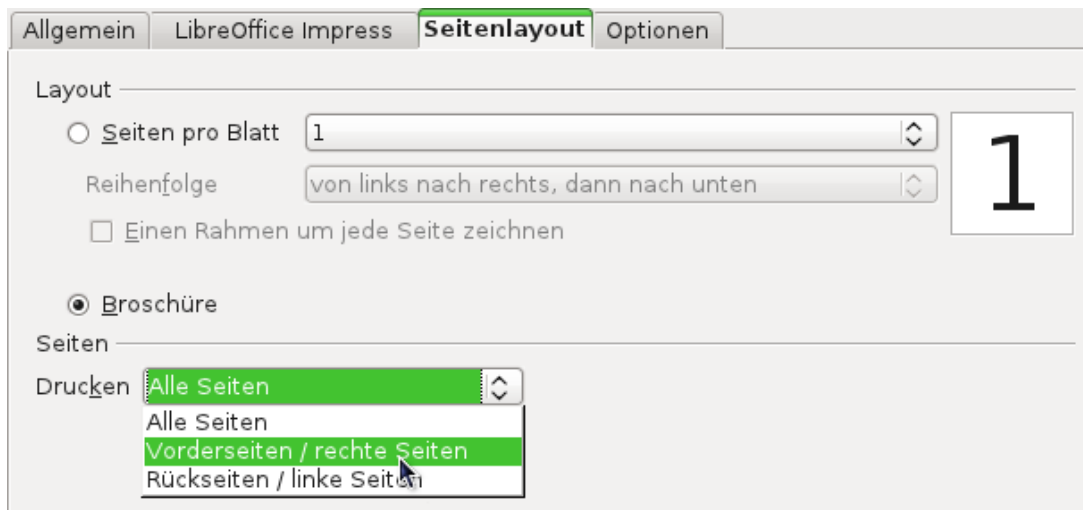 Allgemein LibreOffice Impress Seitenlayout Optionen
Layout
Seiten pro Blatt 1
1
Reihenfolge von links nach rechts, dann nach unten
Einen Rahmen um jede Seite zeichnen
Broschüre
Seiten
Drucken Alle Seiten
Alle Seiten
Vorderseiten / rechte Seiten
Rückseiten / linke Seiten